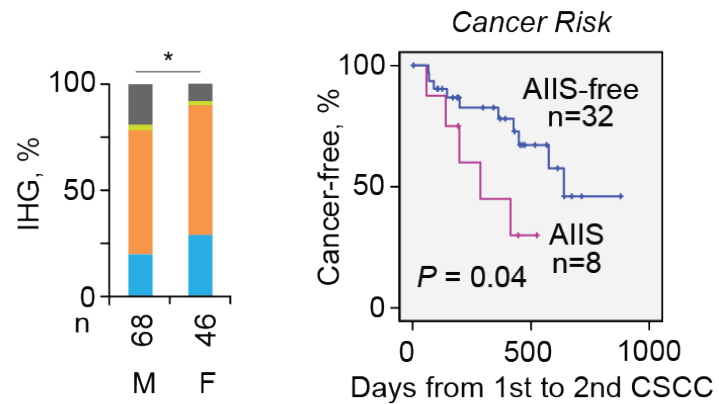 IHG, %
100
50
0
*
n
68
46
M
F
Cancer Risk
Cancer-free, %
100
50
0
AIIS-free
n=32
AIIS
n=8
P = 0.04
0
500
1000
Days from 1st to 2nd CSCC